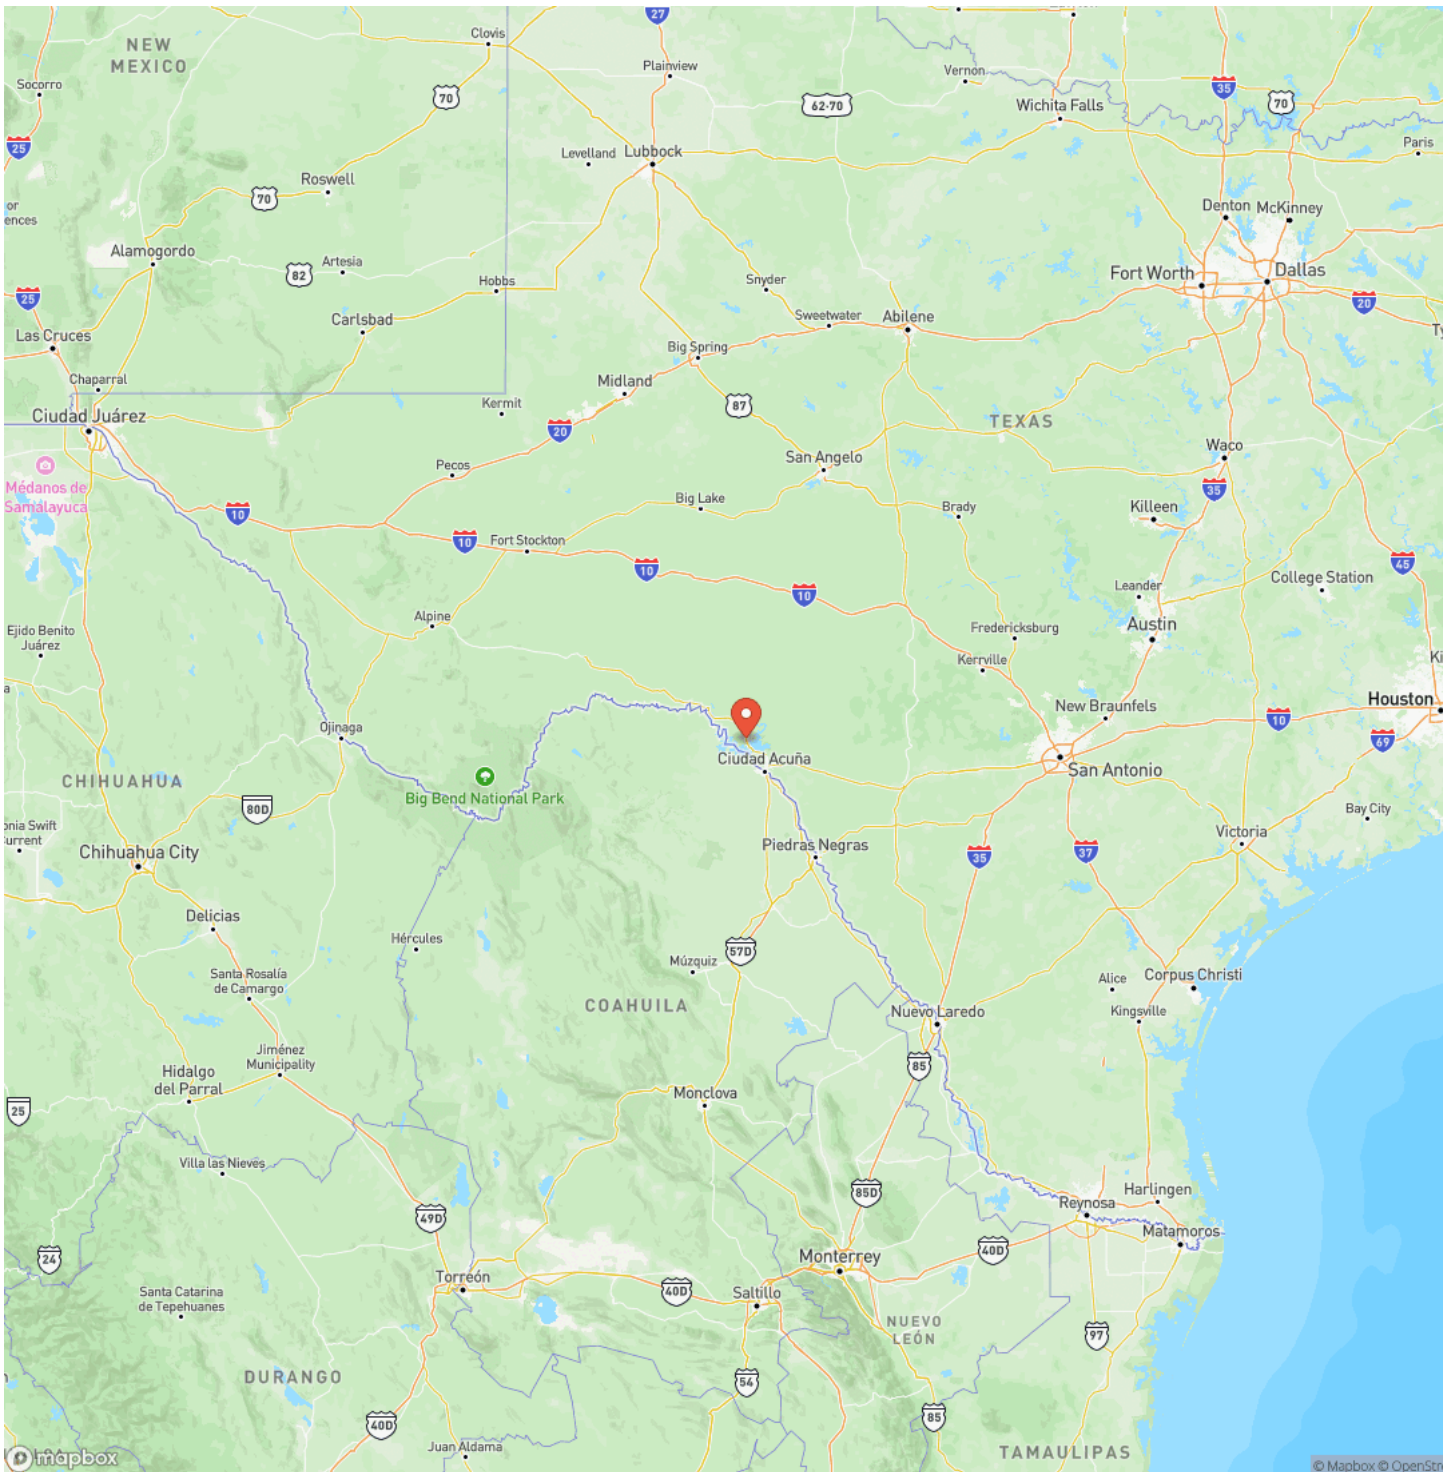 27
Clovis
NEW
MEXICO
Plainview
Vernon
Socorro
70
62-70
35
70
Wichita Falls
25
Levelland
Lubbock
Paris
Roswell
70
or
ences
Denton
McKinney
Alamogordo
Artesia
82
Hobbs
Snyder
Fort Worth
Dallas
25
20
Carlsbad
Sweetwater
Abilene
Las Cruces
Big Spring
Ty
Chaparral
Midland
Kermit
87
Ciudad Juárez
20
TEXAS
Waco
Pecos
San Angelo
Médanos de
Samalayuca
35
Big Lake
Brady
Killeen
10
10
Fort Stockton
10
45
10
Leander
College Station
Alpine
Austin
Ejido Benito
Juárez
Fredericksburg
Kerrville
Ki
a
Houston
New Braunfels
10
Ojinaga
69
Ciudad Acuña
San Antonio
CHIHUAHUA
Big Bend National Park
80D
Bay City
onia Swift
Current
Victoria
Piedras Negras
Chihuahua City
35
37
Delicias
Hércules
57D
Múzquiz
Santa Rosalía
de Camargo
Alice
Corpus Christi
COAHUILA
Nuevo Laredo
Kingsville
Jiménez
Municipality
85
Hidalgo
del Parral
Monclova
25
Villa las Nieves
85D
Harlingen
Reynosa
49D
Matamoros
24
Monterrey
40D
Torreón
40D
Saltillo
Santa Catarina
de Tepehuanes
NUEVO
LEÓN
97
DURANGO
54
85
40D
Juan Aldama
TAMAULIPAS
mapbox
© Mapbox © OpenStre